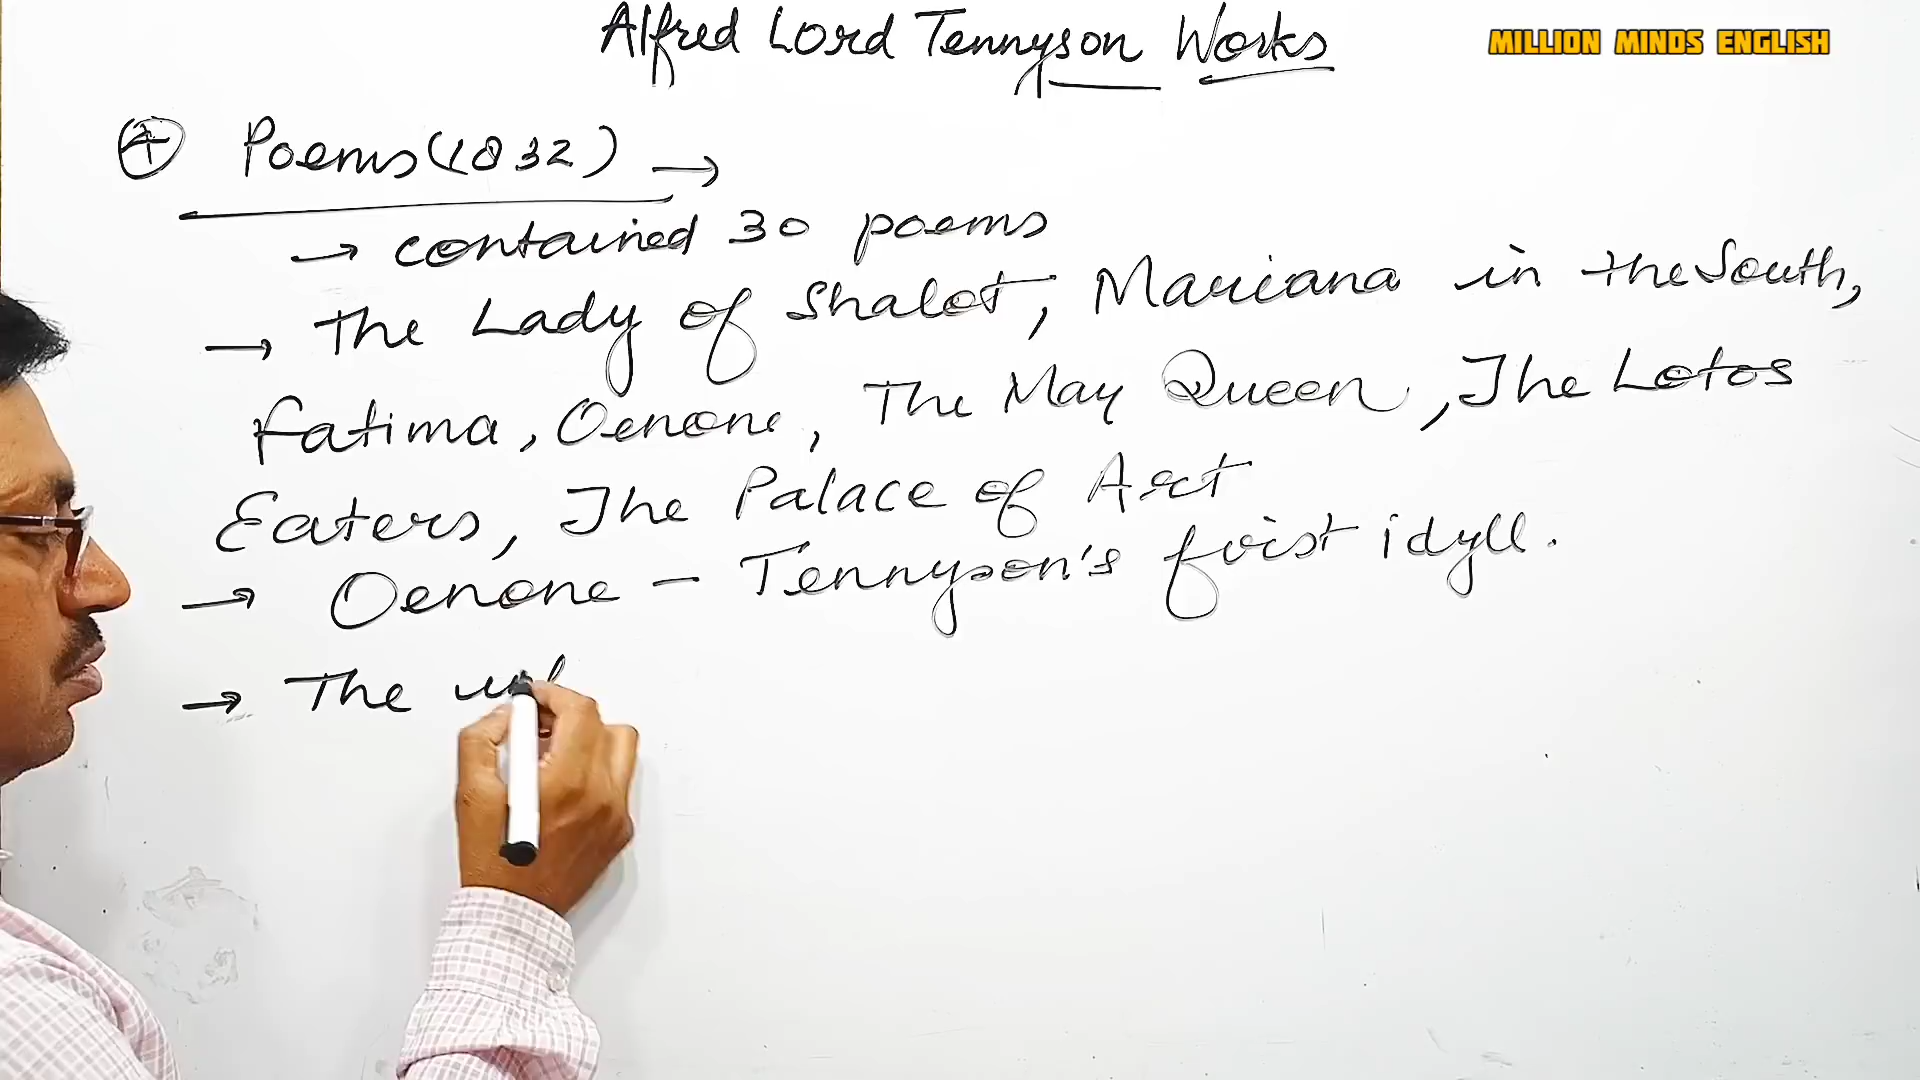 Alfred Lord Tennyson Works
MILLION MINDS ENGLISH
④ Poems (1832) →
→ contained 30 poems
→ The Lady of Shalot, Mariana in the South,
Fatima, Oenone, The May Queen, The Lotos
Eaters, The Palace of Art
→ Oenone - Tennyson's first idyll.
→ The